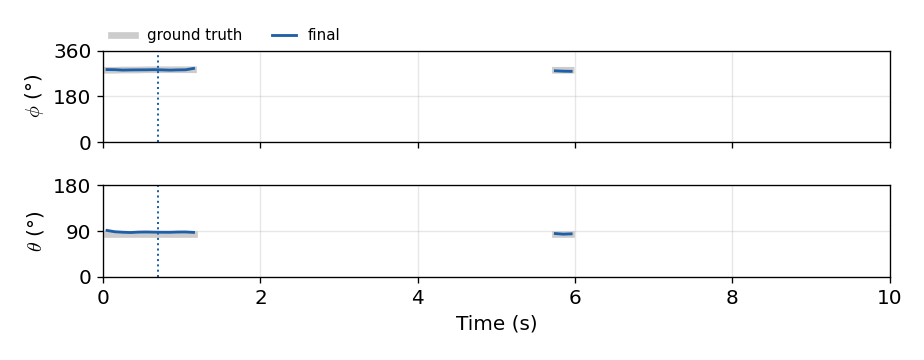 ground truth final
360
180
0
ϕ (°)
180
90
0
θ (°)
0 2 4 6 8 10
Time (s)